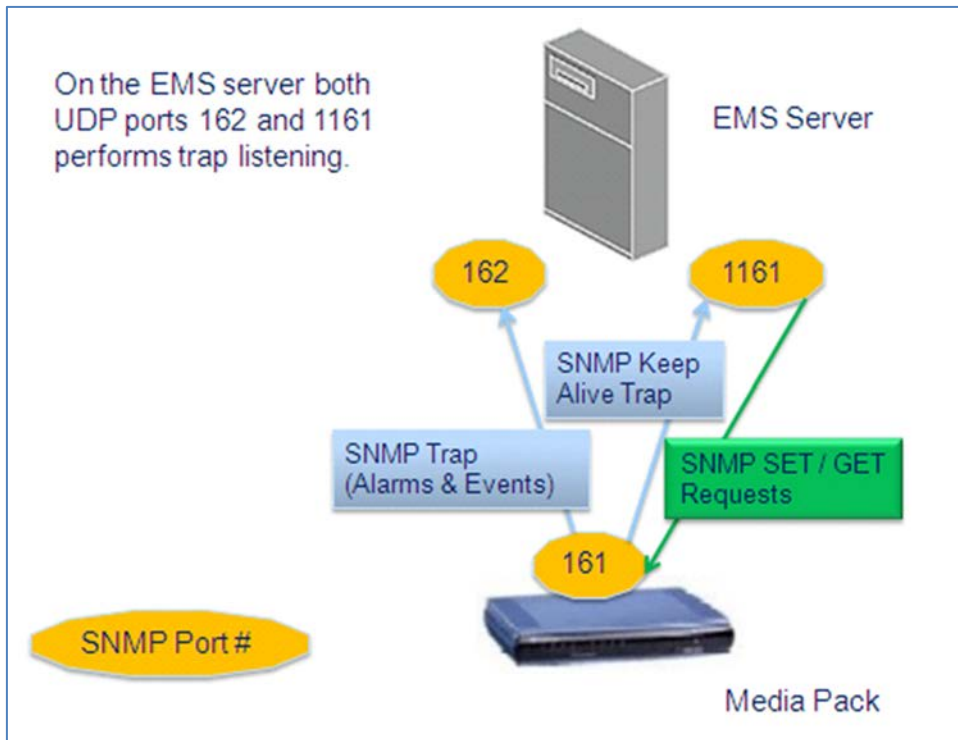 On the EMS server both
UDP ports 162 and 1161
performs trap listening.
EMS Server
162
1161
SNMP Keep
Alive Trap
SNMP Trap
(Alarms & Events)
SNMP SET / GET
Requests
161
SNMP Port #
Media Pack